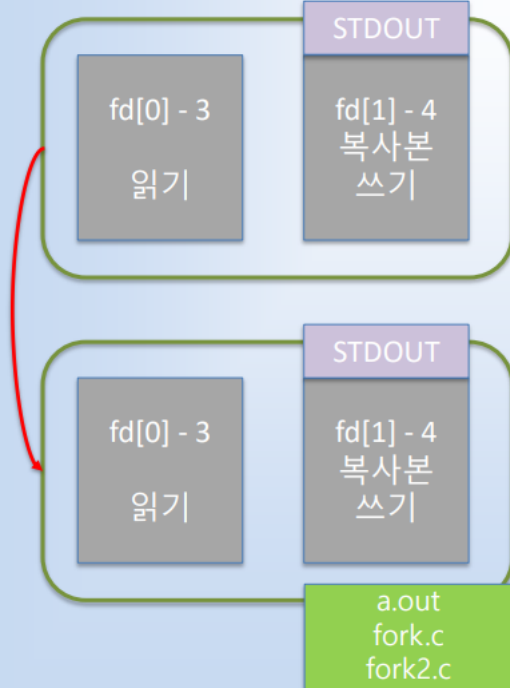 STDOUT
fd[0] - 3
읽기
fd[1] - 4
복사본
쓰기
STDOUT
fd[0] - 3
읽기
fd[1] - 4
복사본
쓰기
a.out
fork.c
fork2.c